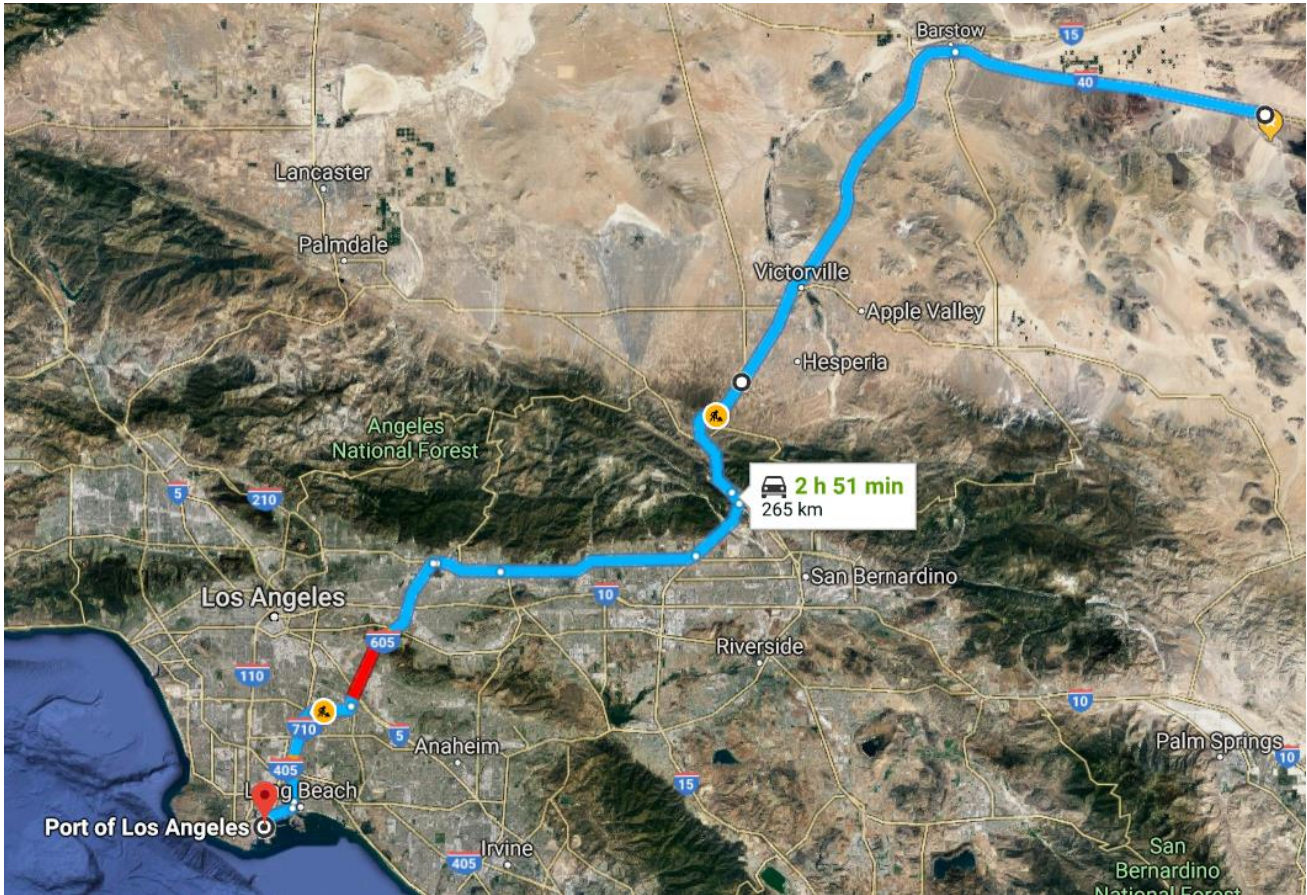 Barstow
15
40
Lancaster
Palmdale
Victorville
Apple Valley
Hesperia
Angeles
National Forest
5
210
2 h 51 min
265 km
San Bernardino
10
Los Angeles
605
Riverside
110
10
710
5
Anaheim
Palm Springs
10
405
Long Beach
15
Port of Los Angeles
Irvine
405
San
Bernardino
National Forest